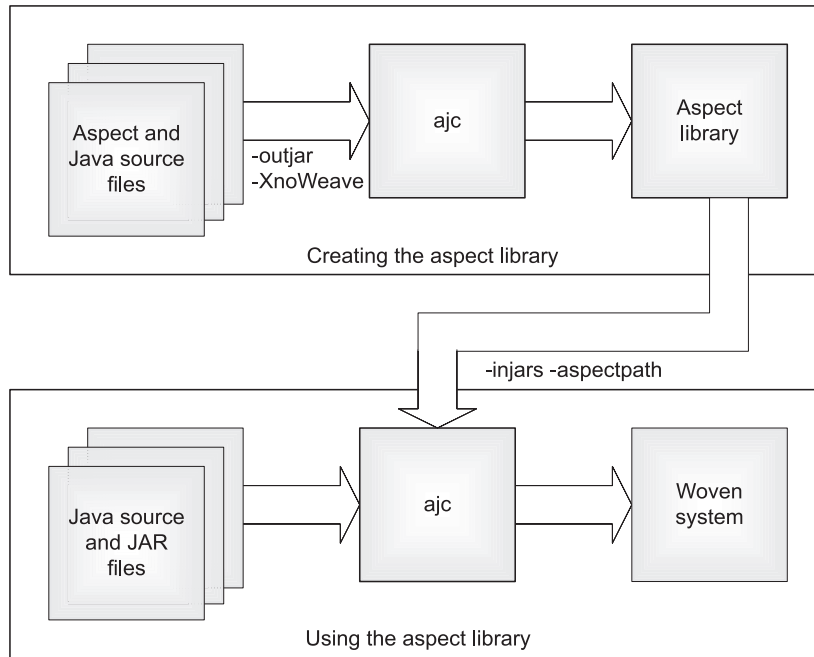 Aspect and
Java source
files
-outjar
-XnoWeave
ajc
Aspect
library
Creating the aspect library
-injars -aspectpath
Java source
and JAR
files
ajc
Woven
system
Using the aspect library